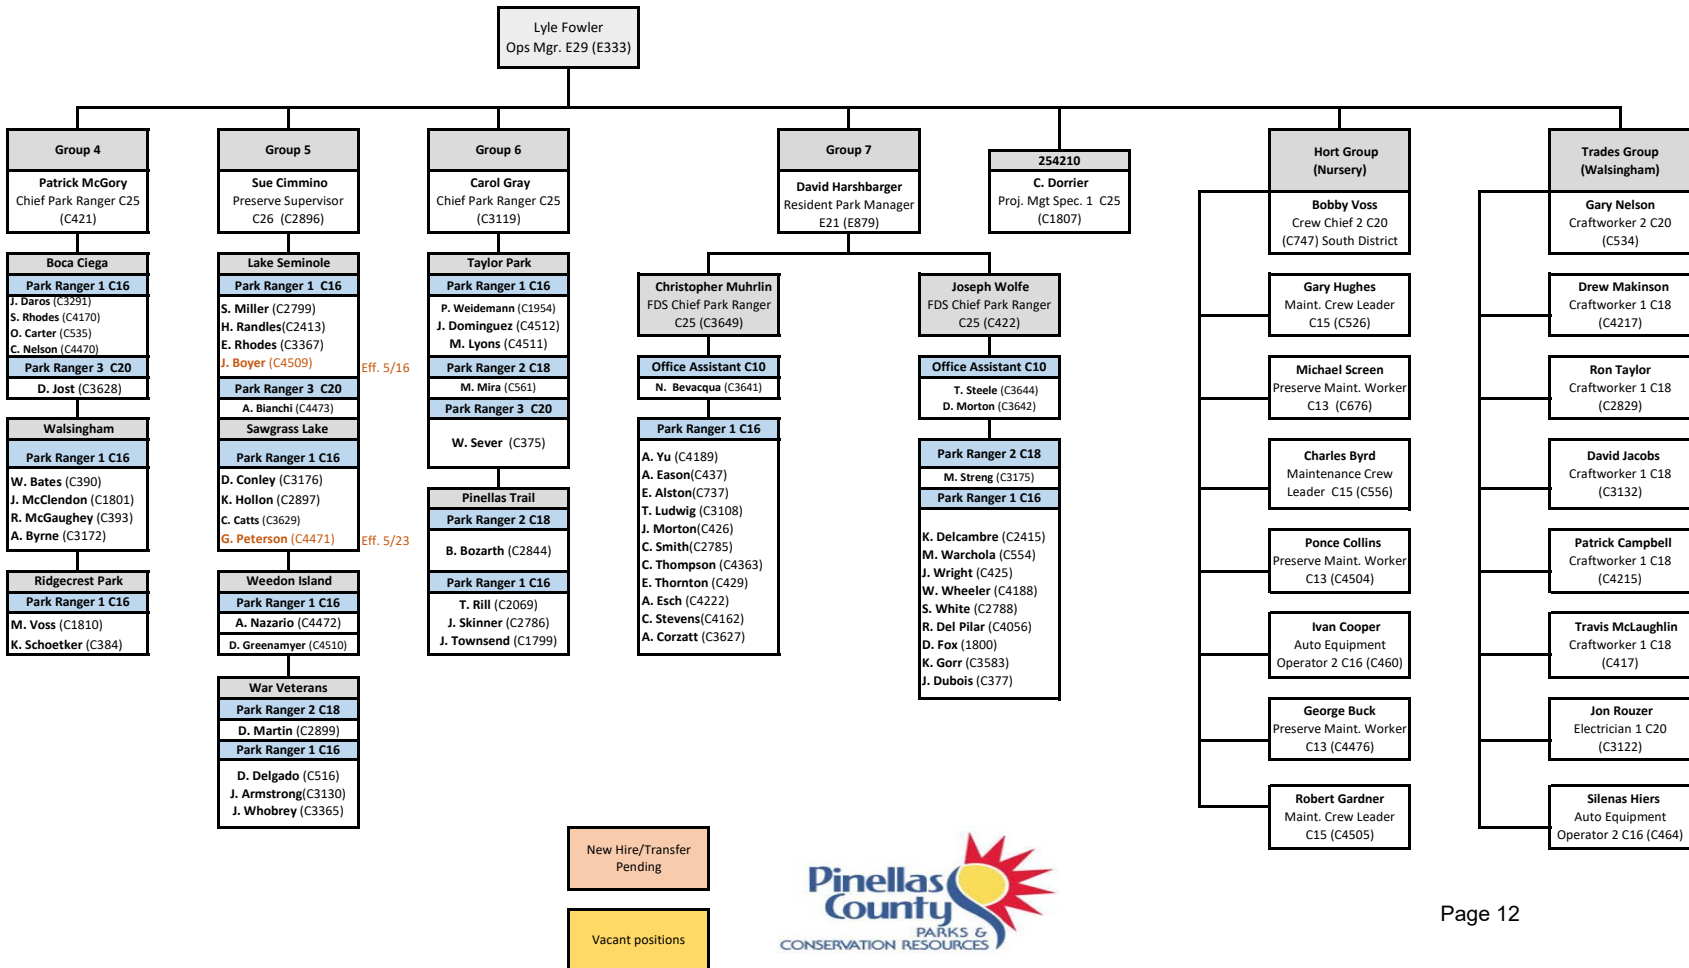 Lyle Fowler
Ops Mgr. E29 (E333)
Group 4
Patrick McGory
Chief Park Ranger C25
(C421)
Boca Ciega
Park Ranger 1 C16
J. Daros (C3291)
S. Rhodes (C4170)
O. Carter (C535)
C. Nelson (C4470)
Park Ranger 3 C20
D. Jost (C3628)
Walsingham
Park Ranger 1 C16
W. Bates (C390)
J. McClendon (C1801)
R. McGaughey (C393)
A. Byrne (C3172)
Ridgecrest Park
Park Ranger 1 C16
M. Voss (C1810)
K. Schoetker (C384)
Group 5
Sue Cimmino
Preserve Supervisor
C26 (C2896)
Lake Seminole
Park Ranger 1 C16
S. Miller (C2799)
H. Randles(C2413)
E. Rhodes (C3367)
J. Boyer (C4509) Eff. 5/16
Park Ranger 3 C20
A. Bianchi (C4473)
Sawgrass Lake
Park Ranger 1 C16
D. Conley (C3176)
K. Hollon (C2897)
C. Catts (C3629)
G. Peterson (C4471) Eff. 5/23
Weedon Island
Park Ranger 1 C16
A. Nazario (C4472)
D. Greenamyer (C4510)
War Veterans
Park Ranger 2 C18
D. Martin (C2899)
Park Ranger 1 C16
D. Delgado (C516)
J. Armstrong(C3130)
J. Whobrey (C3365)
Group 6
Carol Gray
Chief Park Ranger C25
(C3119)
Taylor Park
Park Ranger 1 C16
P. Weidemann (C1954)
J. Dominguez (C4512)
M. Lyons (C4511)
Park Ranger 2 C18
M. Mira (C561)
Park Ranger 3 C20
W. Sever (C375)
Pinellas Trail
Park Ranger 2 C18
B. Bozarth (C2844)
Park Ranger 1 C16
T. Rill (C2069)
J. Skinner (C2786)
J. Townsend (C1799)
Group 7
David Harshbarger
Resident Park Manager
E21 (E879)
Christopher Muhrlin
FDS Chief Park Ranger
C25 (C3649)
Office Assistant C10
N. Bevacqua (C3641)
Park Ranger 1 C16
A. Yu (C4189)
A. Eason(C437)
E. Alston(C737)
T. Ludwig (C3108)
J. Morton(C426)
C. Smith(C2785)
C. Thompson (C4363)
E. Thornton (C429)
A. Esch (C4222)
C. Stevens(C4162)
A. Corzatt (C3627)
Joseph Wolfe
FDS Chief Park Ranger
C25 (C422)
Office Assistant C10
T. Steele (C3644)
D. Morton (C3642)
Park Ranger 2 C18
M. Streng (C3175)
Park Ranger 1 C16
K. Delcambre (C2415)
M. Warchola (C554)
J. Wright (C425)
W. Wheeler (C4188)
S. White (C2788)
R. Del Pilar (C4056)
D. Fox (1800)
K. Gorr (C3583)
J. Dubois (C377)
254210
C. Dorrier
Proj. Mgt Spec. 1 C25
(C1807)
Hort Group
(Nursery)
Bobby Voss
Crew Chief 2 C20
(C747) South District
Gary Hughes
Maint. Crew Leader
C15 (C526)
Michael Screen
Preserve Maint. Worker
C13 (C676)
Charles Byrd
Maintenance Crew
Leader C15 (C556)
Ponce Collins
Preserve Maint. Worker
C13 (C4504)
Ivan Cooper
Auto Equipment
Operator 2 C16 (C460)
George Buck
Preserve Maint. Worker
C13 (C4476)
Robert Gardner
Maint. Crew Leader
C15 (C4505)
Trades Group
(Walsingham)
Gary Nelson
Craftworker 2 C20
(C534)
Drew Makinson
Craftworker 1 C18
(C4217)
Ron Taylor
Craftworker 1 C18
(C2829)
David Jacobs
Craftworker 1 C18
(C3132)
Patrick Campbell
Craftworker 1 C18
(C4215)
Travis McLaughlin
Craftworker 1 C18
(C417)
Jon Rouzer
Electrician 1 C20
(C3122)
Silenas Hiers
Auto Equipment
Operator 2 C16 (C464)
New Hire/Transfer
Pending
Vacant positions
Pinellas
County
PARKS &
CONSERVATION RESOURCES
Page 12